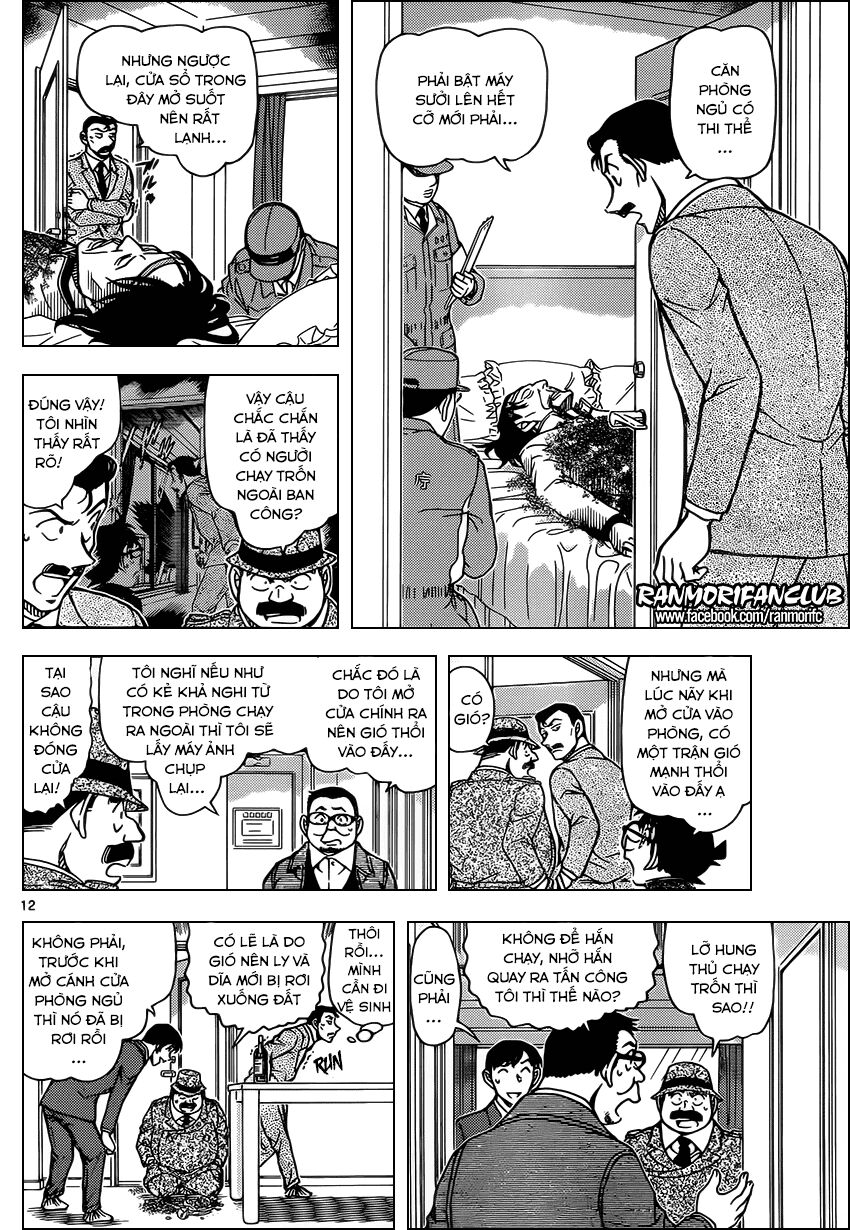 CĂN
PHÒNG
NGỦ CÓ
THI THỂ
...
PHẢI BẬT MÁY
SƯỞI LÊN HẾT
CỠ MỚI PHẢI...
NHƯNG NGƯỢC
LẠI, CỬA SỔ TRONG
ĐÂY MỞ SUỐT
NÊN RẤT
LẠNH...
庁
RANMORIFANCLUB
www.facebook.com/ranmorifc
VẬY CẬU
CHẮC CHẮN
LÀ ĐÃ THẤY
CÓ NGƯỜI
CHẠY TRỐN
NGOÀI BAN
CÔNG?
ĐÚNG VẬY!
TÔI NHÌN
THẤY RẤT
RÕ!
NHƯNG MÀ
LÚC NÃY KHI
MỞ CỬA VÀO
PHÒNG, CÓ
MỘT TRẬN GIÓ
MẠNH THỔI
VÀO ĐẤY Ạ
...
CÓ
GIÓ?
CHẮC ĐÓ LÀ
DO TÔI MỞ
CỬA CHÍNH RA
NÊN GIÓ THỔI
VÀO ĐẤY...
TÔI NGHĨ NẾU NHƯ
CÓ KẺ KHẢ NGHI TỪ
TRONG PHÒNG CHẠY
RA NGOÀI THÌ TÔI SẼ
LẤY MÁY ẢNH
CHỤP
LẠI...
TẠI
SAO
CẬU
KHÔNG
ĐÓNG
CỬA
LẠI!
12
LỠ HUNG
THỦ CHẠY
TRỐN THÌ
SAO!!
KHÔNG ĐỂ HẮN
CHẠY, NHỠ HẮN
QUAY RA TẤN CÔNG
TÔI THÌ THẾ NÀO?
CŨNG
PHẢI
...
THÔI
RỒI...
MÌNH
CẦN ĐI
VỆ SINH
RUN
CÓ LẼ LÀ DO
GIÓ NÊN LY VÀ
DĨA MỚI BỊ RƠI
XUỐNG ĐẤT
KHÔNG PHẢI,
TRƯỚC KHI
MỞ CÁNH CỬA
PHÒNG NGỦ
THÌ NÓ ĐÃ BỊ
RƠI RỒI
...